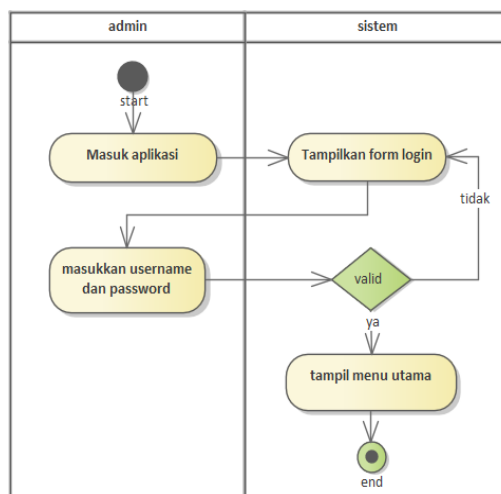 admin
sistem
start
Masuk aplikasi
Tampilkan form login
tidak
masukkan username
dan password
valid
ya
tampil menu utama
end